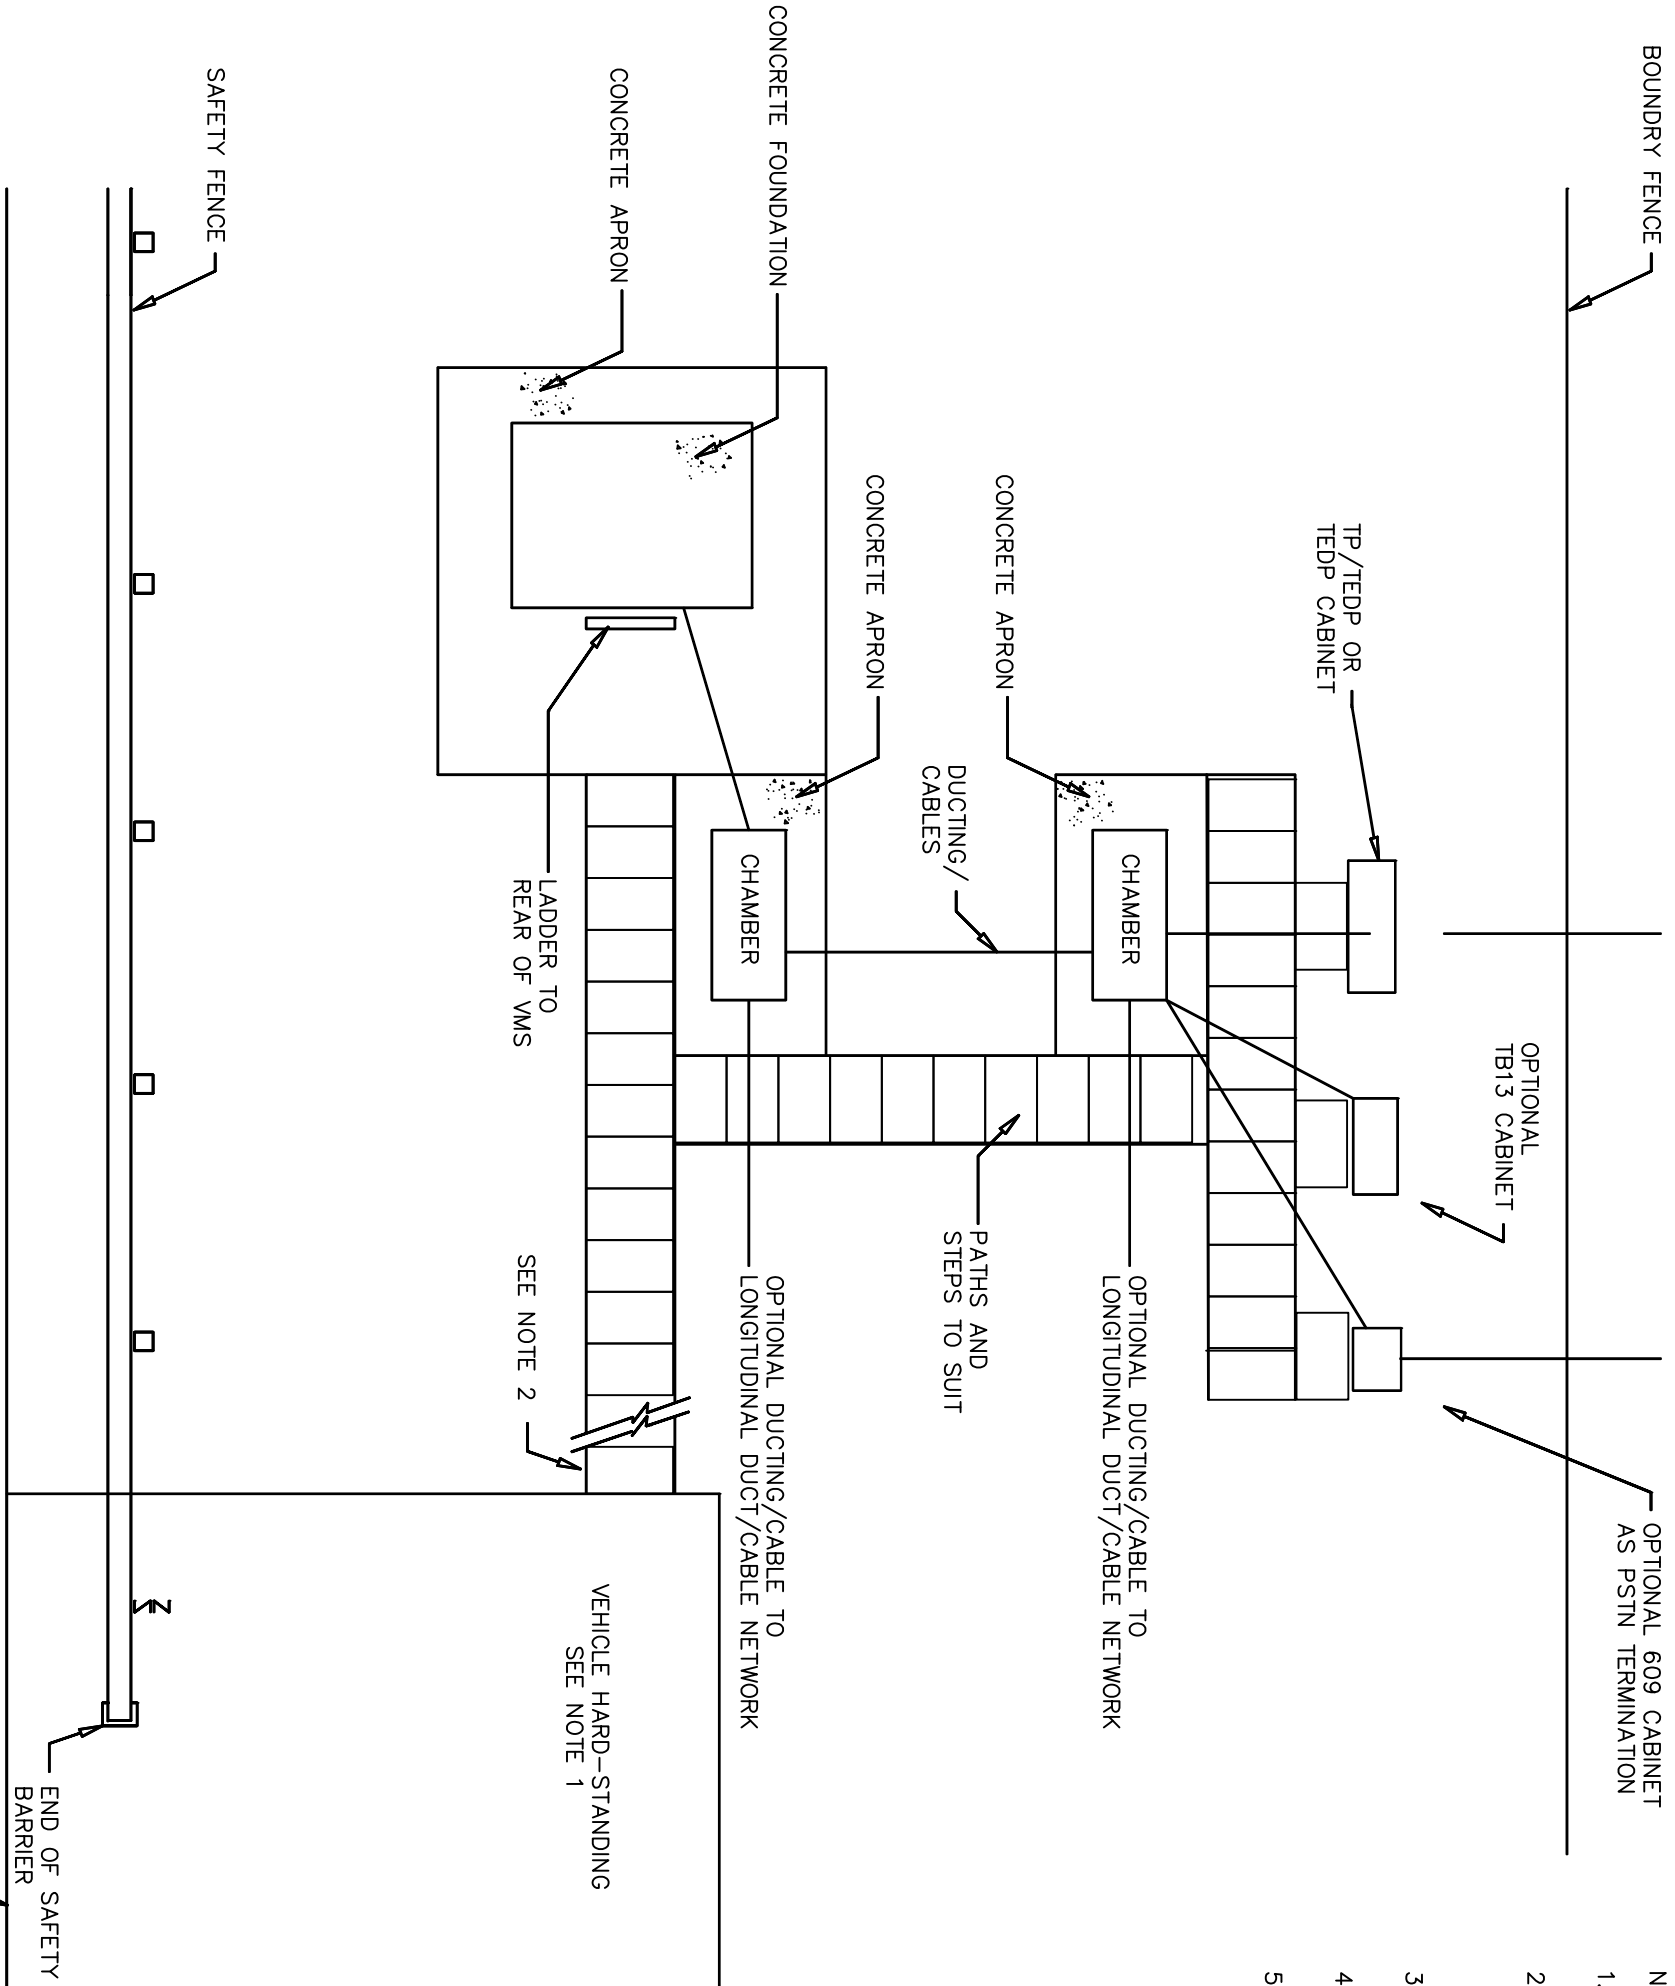 BOUNDRY FENCE
OPTIONAL 609 CABINET
AS PSTN TERMINATION
OPTIONAL
TB13 CABINET
TP/TEDP OR
TEDP CABINET
CONCRETE APRON
OPTIONAL DUCTING/CABLE TO
LONGITUDINAL DUCT/CABLE NETWORK
CHAMBER
DUCTING/
CABLES
PATHS AND
STEPS TO SUIT
CONCRETE APRON
CONCRETE FOUNDATION
CHAMBER
OPTIONAL DUCTING/CABLE TO
LONGITUDINAL DUCT/CABLE NETWORK
CONCRETE APRON
LADDER TO
REAR OF VMS
SEE NOTE 2
VEHICLE HARD-STANDING
SEE NOTE 1
SAFETY FENCE
END OF SAFETY
BARRIER
N
1.
2
3
4
5